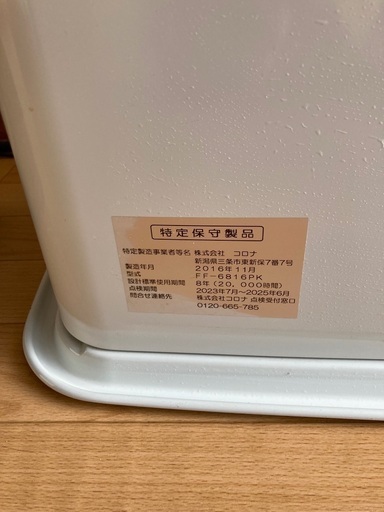 特定保守製品
特定製造事業者等名 株式会社 コロナ
新潟県三条市東新保7番7号
製造年月 2016年11月
型式 FF-6816PK
設計標準使用期間 8年(20,000時間)
点検期間 2023年7月~2025年6月
問合せ連絡先 株式会社コロナ 点検受付窓口
0120-665-785